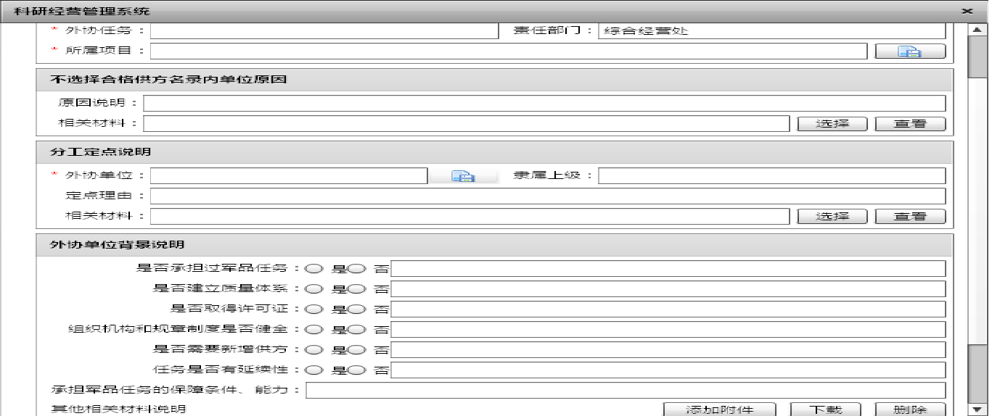 科研经营管理系统 ×
* 外协任务： 责任部门： 综合经营处
* 所属项目：
不选择合格供方名录内单位原因
原因说明：
相关材料： 选择 查看
分工定点说明
* 外协单位： 隶属上级：
定点理由：
相关材料： 选择 查看
外协单位背景说明
是否承担过军品任务： 是 否
是否建立质量体系： 是 否
是否取得许可证： 是 否
组织机构和规章制度是否健全： 是 否
是否需要新增供方： 是 否
任务是否有延续性： 是 否
承担军品任务的保障条件、能力：
其他相关材料说明 添加附件 下载 删除